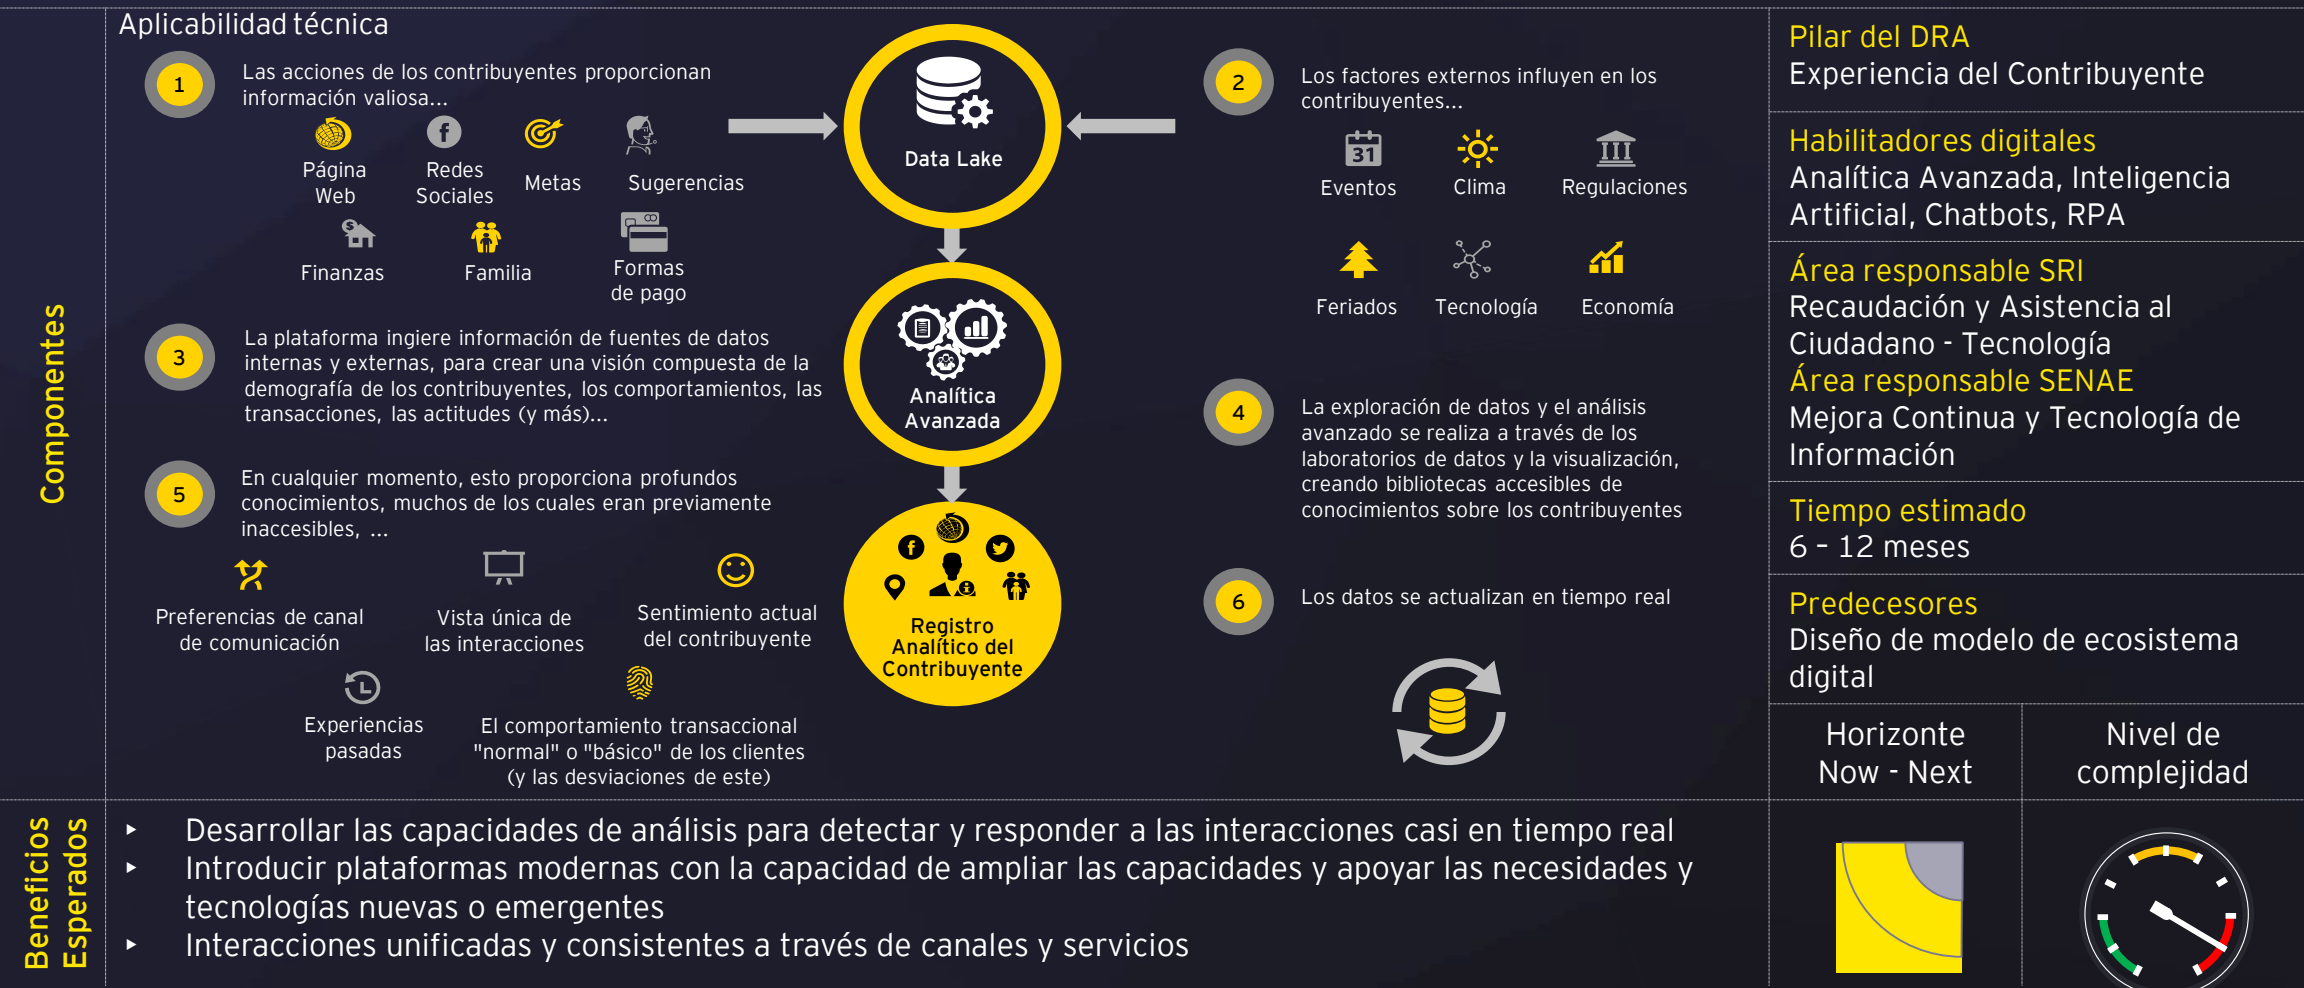 Aplicabilidad técnica
1
Las acciones de los contribuyentes proporcionan
información valiosa...
Página
Web
Redes
Sociales
Metas
Sugerencias
Finanzas
Familia
Formas
de pago
Data Lake
2
Los factores externos influyen en los
contribuyentes...
31
Eventos
Clima
Regulaciones
Feriados
Tecnología
Economía
Componentes
3
La plataforma ingiere información de fuentes de datos
internas y externas, para crear una visión compuesta de la
demografía de los contribuyentes, los comportamientos, las
transacciones, las actitudes (y más)...
Analítica
Avanzada
4
La exploración de datos y el análisis
avanzado se realiza a través de los
laboratorios de datos y la visualización,
creando bibliotecas accesibles de
conocimientos sobre los contribuyentes
5
En cualquier momento, esto proporciona profundos
conocimientos, muchos de los cuales eran previamente
inaccesibles, ...
Preferencias de canal
de comunicación
Vista única de
las interacciones
Sentimiento actual
del contribuyente
Experiencias
pasadas
El comportamiento transaccional
"normal" o "básico" de los clientes
(y las desviaciones de este)
Registro
Analítico del
Contribuyente
6
Los datos se actualizan en tiempo real
Pilar del DRA
Experiencia del Contribuyente
Habilitadores digitales
Analítica Avanzada, Inteligencia
Artificial, Chatbots, RPA
Área responsable SRI
Recaudación y Asistencia al
Ciudadano - Tecnología
Área responsable SENAE
Mejora Continua y Tecnología de
Información
Tiempo estimado
6 – 12 meses
Predecesores
Diseño de modelo de ecosistema
digital
Horizonte
Now - Next
Nivel de
complejidad
Beneficios
Esperados
▸ Desarrollar las capacidades de análisis para detectar y responder a las interacciones casi en tiempo real
▸ Introducir plataformas modernas con la capacidad de ampliar las capacidades y apoyar las necesidades y
tecnologías nuevas o emergentes
▸ Interacciones unificadas y consistentes a través de canales y servicios